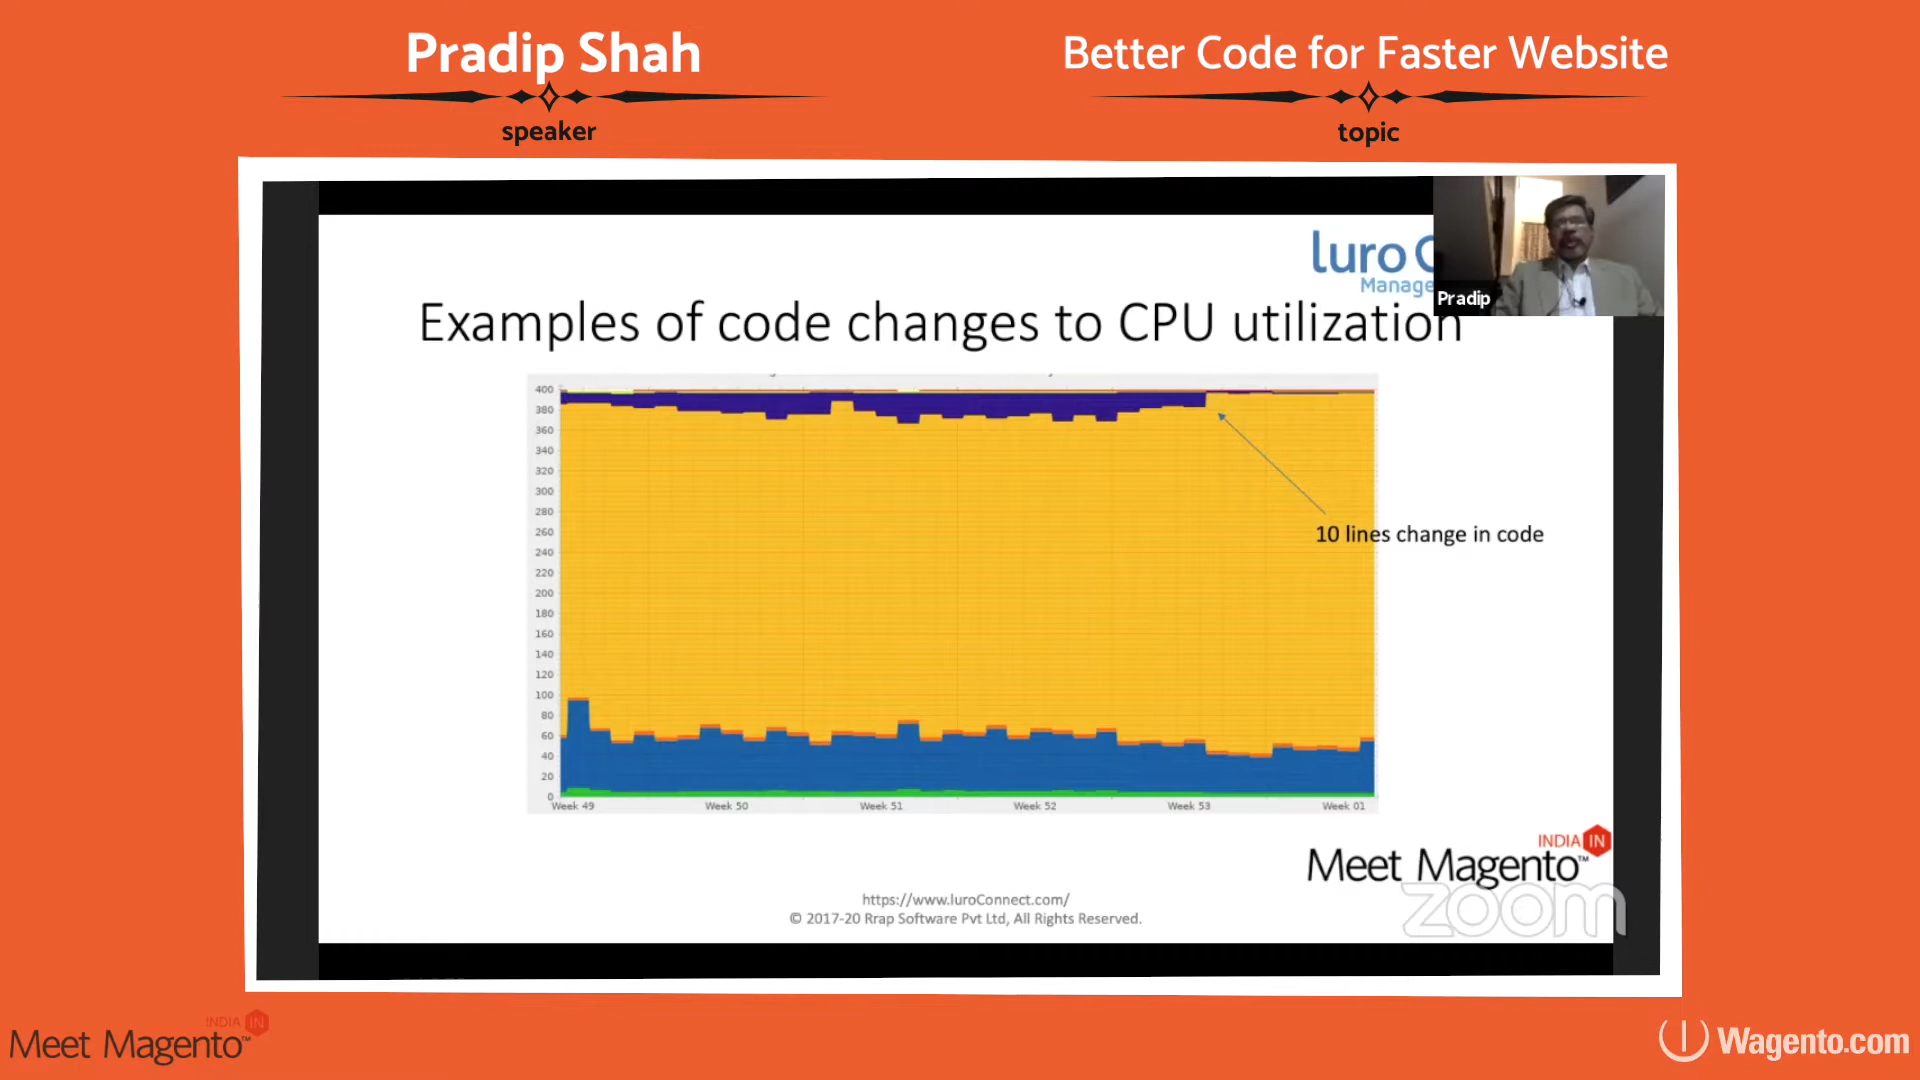 Pradip Shah
speaker
Better Code for Faster Website
topic
luro
Manage
Pradip
Examples of code changes to CPU utilization
400
380
360
340
320
300
280
260
240
220
200
180
160
140
120
100
80
60
40
20
0
10 lines change in code
Week 49 Week 50 Week 51 Week 52 Week 53 Week 01
INDIA IN
Meet Magento™
zoom
https://www.luroConnect.com/
© 2017-20 Rrap Software Pvt Ltd, All Rights Reserved.
INDIA IN
Meet Magento™
Wagento.com